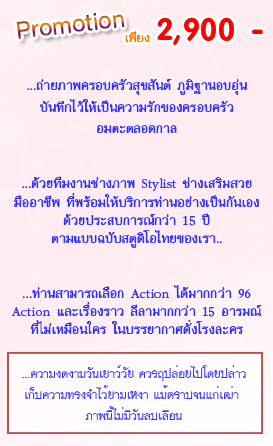 Promotion เพียง 2,900 -
...ถ่ายภาพครอบครัวสุขสันต์ ภูมิฐานอบอุ่น
บันทึกไว้ให้เป็นความรักของครอบครัว
อมตะตลอดกาล
...ด้วยทีมงานช่างภาพ Stylist ช่างเสริมสวย
มืออาชีพ ที่พร้อมให้บริการท่านอย่างเป็นกันเอง
ด้วยประสบการณ์กว่า 15 ปี
ตามแบบฉบับสตูดิโอไทยของเรา..
...ท่านสามารถเลือก Action ได้มากกว่า 96
Action และเรื่องราว ลีลามากกว่า 15 อารมณ์
ที่ไม่เหมือนใคร ในบรรยากาศดั่งโรงละคร
...ความงดงามวันเยาว์วัย ควรฤปล่อยไปโดยปล่าว
เก็บความทรงจำไว้ยามเหงา แม้ตราบจนแก่เฒ่า
ภาพนี้ไม่มีวันลบเลือน